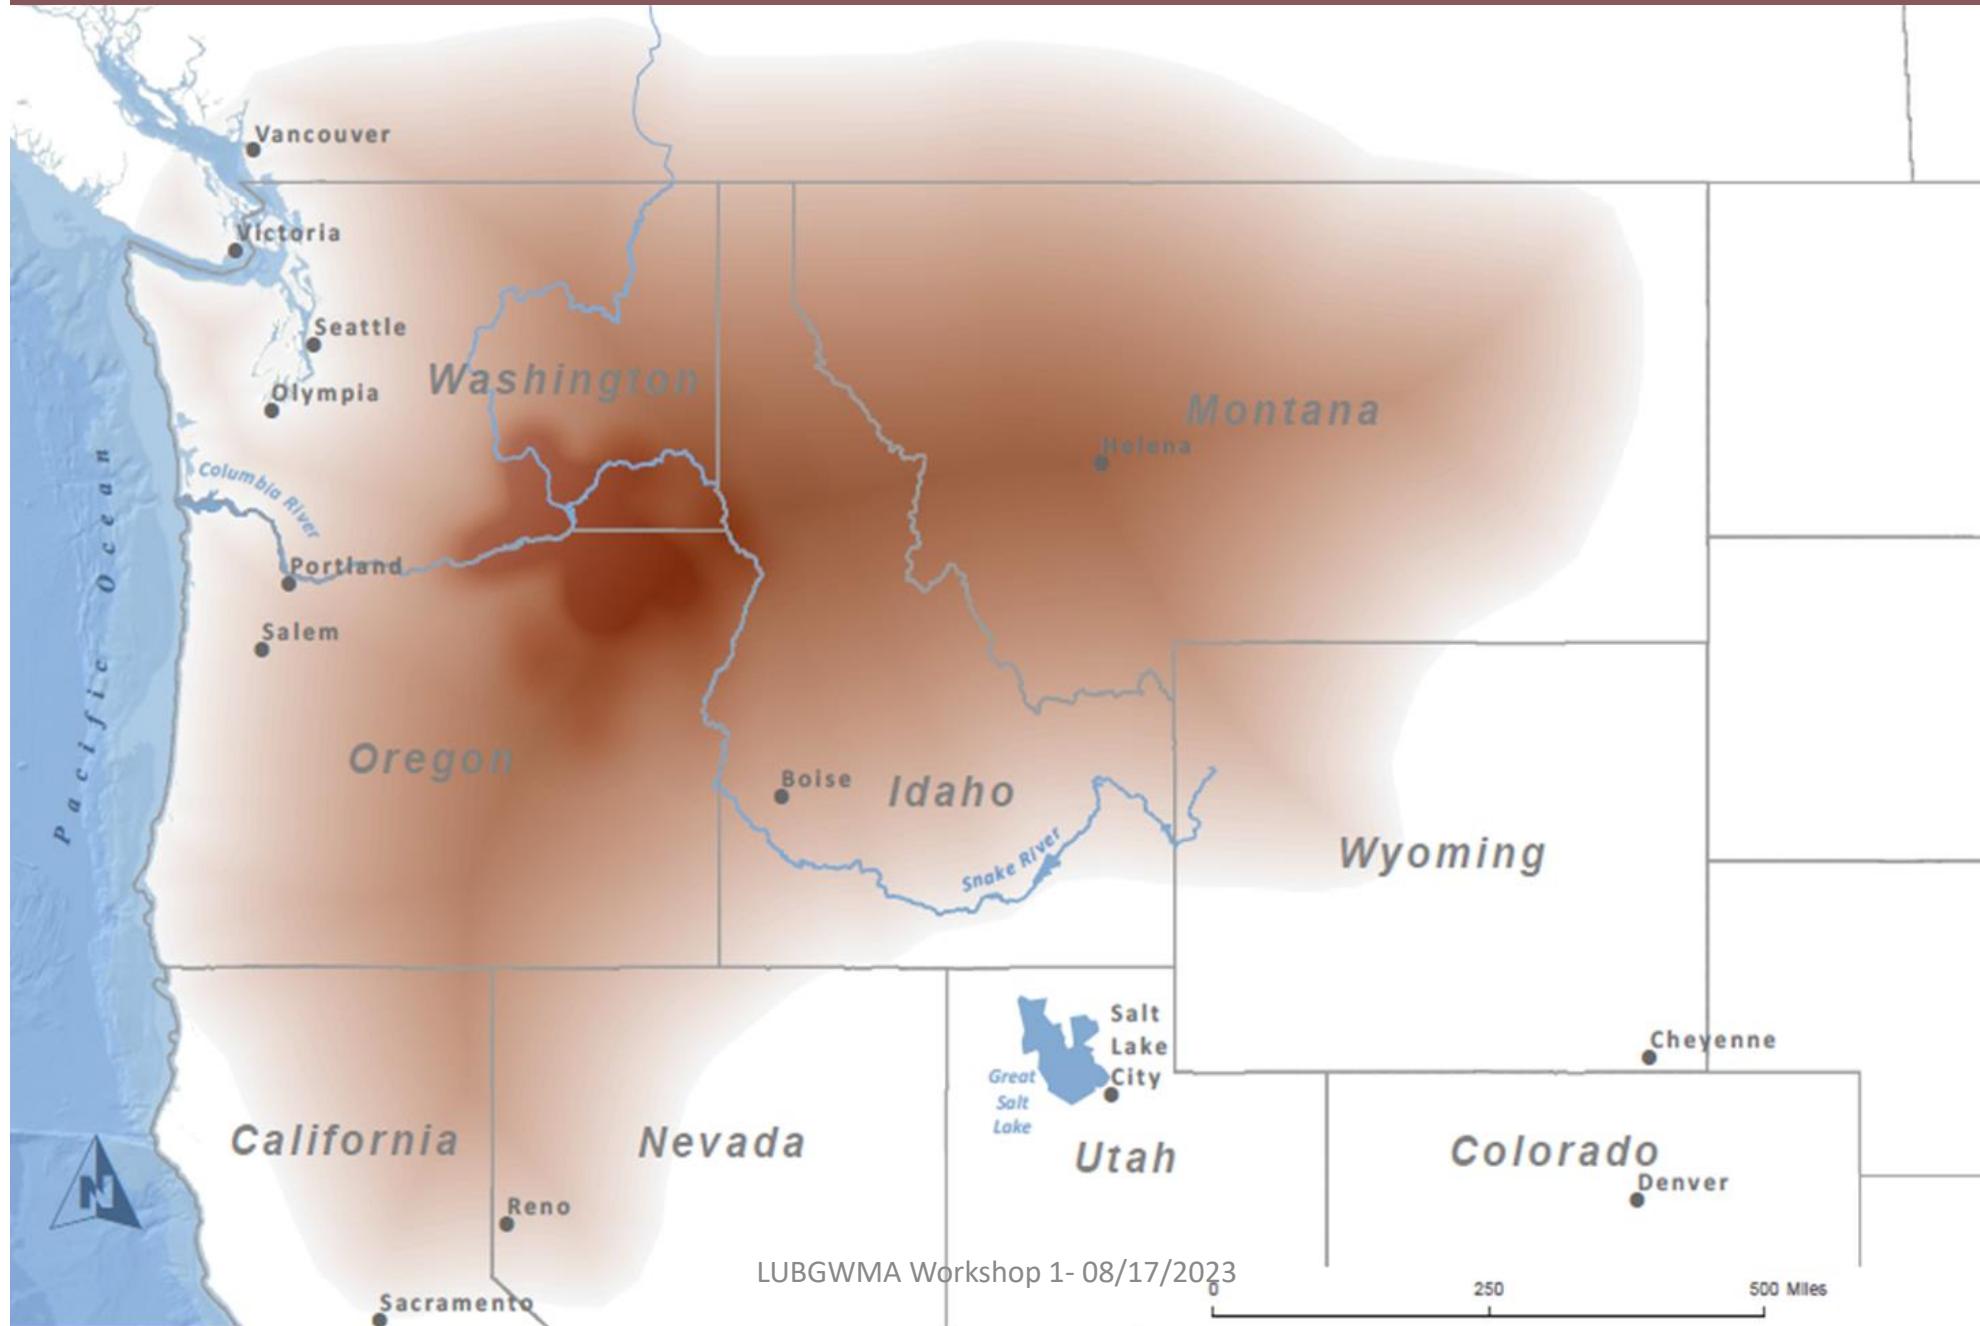 Vancouver
Victoria
Seattle
Washington
Olympia
Montana
Helena
Columbia River
Pacific Ocean
Portland
Salem
Oregon
Boise
Idaho
Snake River
Wyoming
Salt
Lake
City
Great
Salt
Lake
Cheyenne
California
Nevada
Utah
Colorado
Denver
N
Reno
LUBGWMA Workshop 1- 08/17/2023
0 250 500 Miles
Sacramento